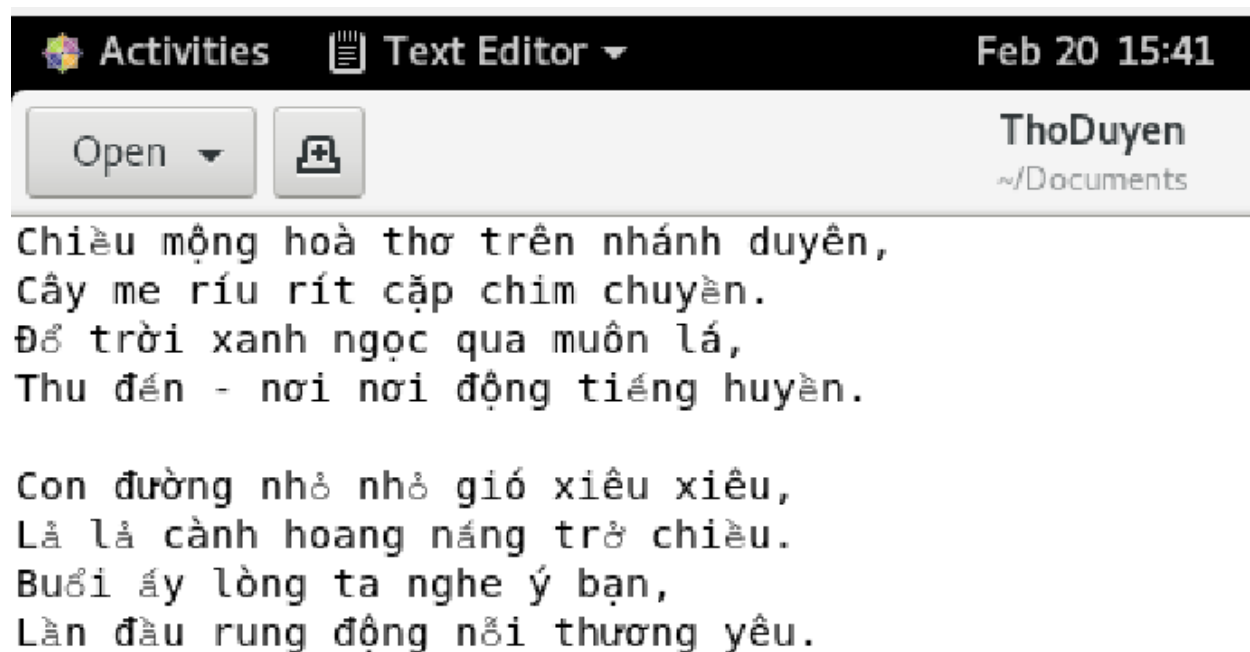 Activities Text Editor Feb 20 15:41
Open ThoDuyen
~/Documents
Chiều mộng hoà thơ trên nhánh duyên,
Cây me ríu rít cặp chim chuyền.
Đổ trời xanh ngọc qua muôn lá,
Thu đến - nơi nơi động tiếng huyền.
Con đường nhỏ nhỏ gió xiêu xiêu,
Lả lả cành hoang nắng trở chiều.
Buổi ấy lòng ta nghe ý bạn,
Lần đầu rung động nỗi thương yêu.